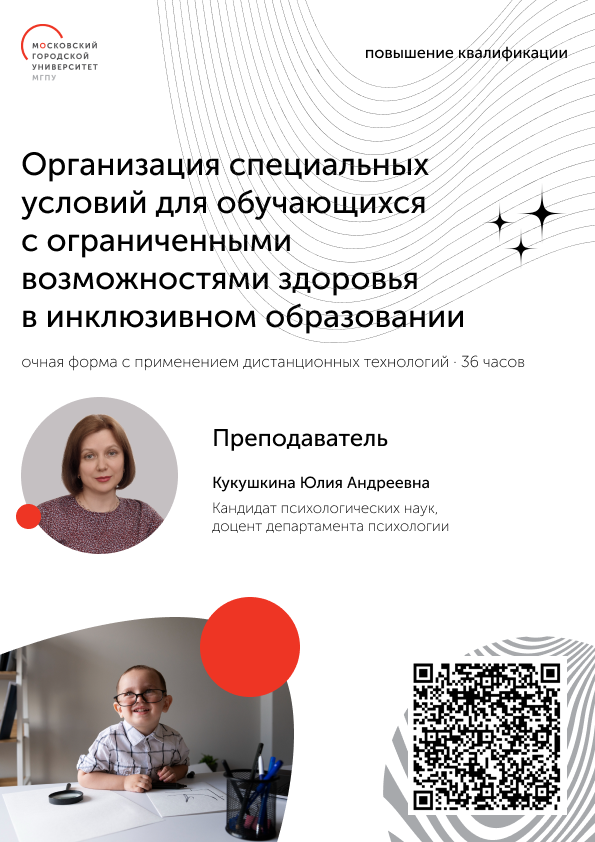 МОСКОВСКИЙ
ГОРОДСКОЙ
УНИВЕРСИТЕТ
МГПУ
повышение квалификации
Организация специальных
условий для обучающихся
с ограниченными
возможностями здоровья
в инклюзивном образовании
очная форма с применением дистанционных технологий · 36 часов
Преподаватель
Кукушкина Юлия Андреевна
Кандидат психологических наук,
доцент департамента психологии